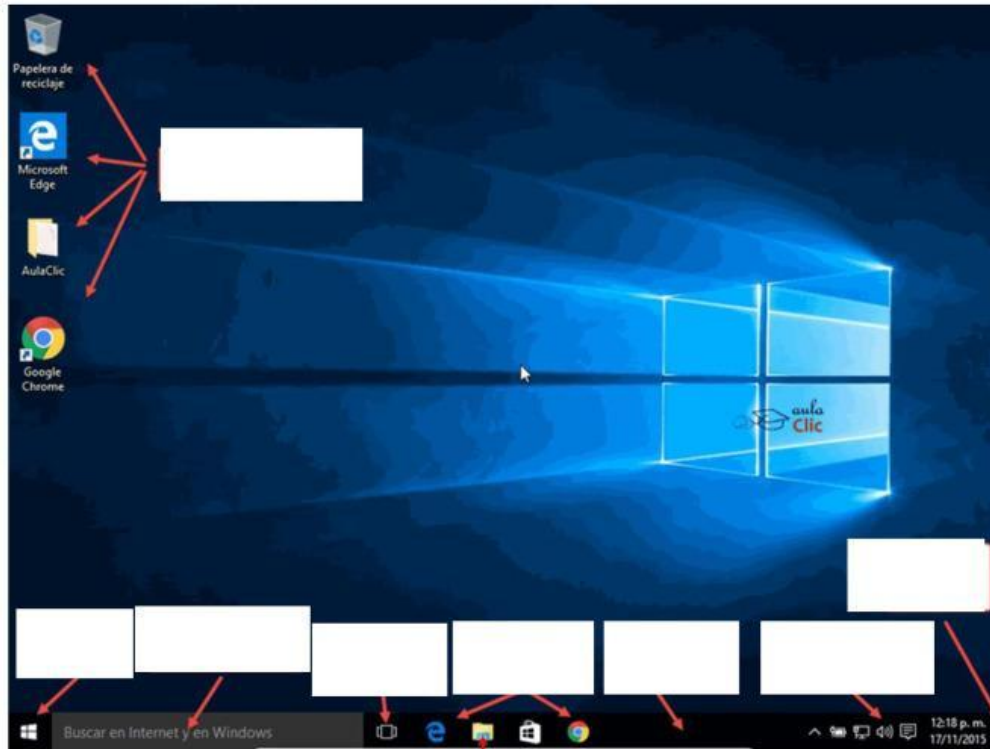 Papelera de
reciclaje
Microsoft
Edge
AulaClic
Google
Chrome
aula
Clic
Buscar en Internet y en Windows
12:18 p. m.
17/11/2015